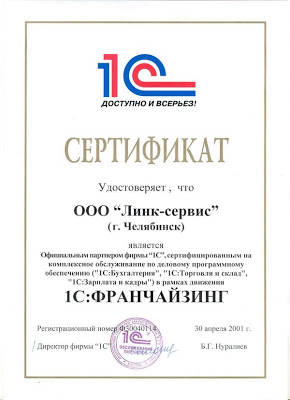 1С
ДОСТУПНО И ВСЕРЬЕЗ!
СЕРТИФИКАТ
Удостоверяет , что
ООО “Линк-сервис”
(г. Челябинск)
является
Официальным партнером фирмы “1С”, сертифицированным на
комплексное обслуживание по деловому программному
обеспечению ("1С:Бухгалтерия", "1С:Торговля и склад",
"1С:Зарплата и кадры") в рамках движения
1С:ФРАНЧАЙЗИНГ
Регистрационный номер Ф50040114 30 апреля 2001 г.
Директор фирмы "1С" Б.Г. Нуралиев
1С